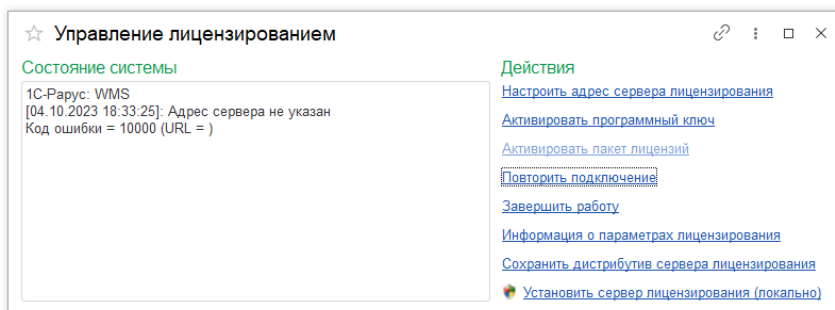 Управление лицензированием
Состояние системы
1С-Рарус: WMS
[04.10.2023 18:33:25]: Адрес сервера не указан
Код ошибки = 10000 (URL = )
Действия
Настроить адрес сервера лицензирования
Активировать программный ключ
Активировать пакет лицензий
Повторить подключение
Завершить работу
Информация о параметрах лицензирования
Сохранить дистрибутив сервера лицензирования
Установить сервер лицензирования (локально)